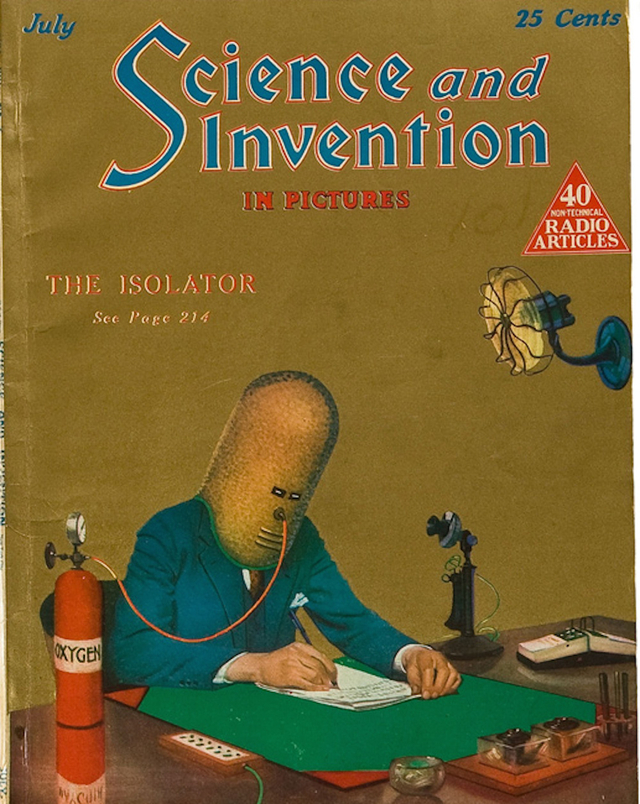 July
25 Cents
Science and
Invention
IN PICTURES
40
NON-TECHNICAL
RADIO
ARTICLES
THE ISOLATOR
See Page 214
OXYGEN